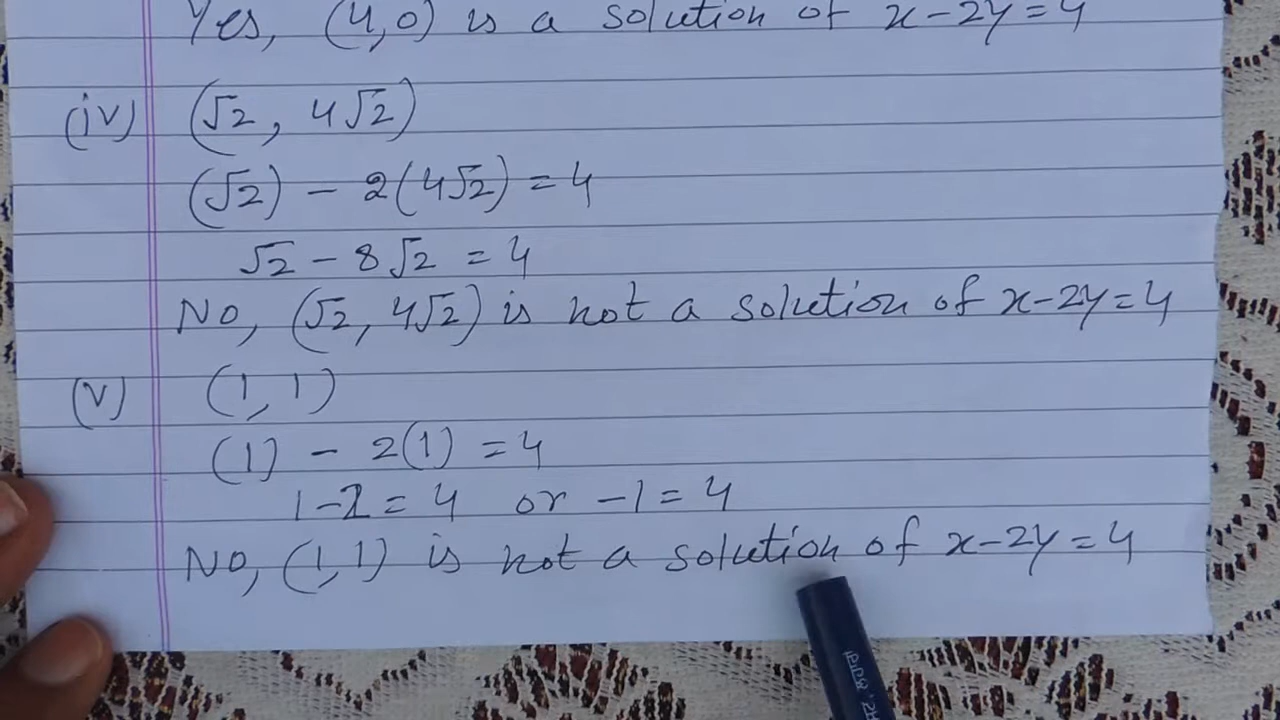 Yes, (4,0) is a solution of x-2y=4
(iv) (√2, 4√2)
(√2) - 2(4√2) = 4
√2 - 8√2 = 4
No, (√2, 4√2) is not a solution of x-2y=4
(v) (1, 1)
(1) - 2(1) = 4
1-2 = 4 or -1 = 4
No, (1,1) is not a solution of x-2y=4